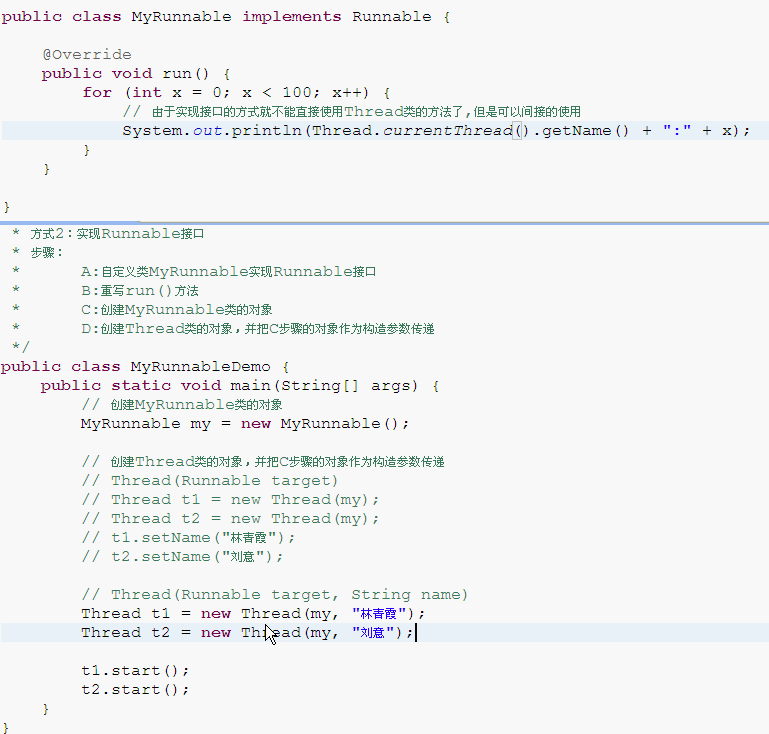 public class MyRunnable implements Runnable {
@Override
public void run() {
for (int x = 0; x < 100; x++) {
// 由于实现接口的方式就不能直接使用Thread类的方法了,但是可以间接的使用
System.out.println(Thread.currentThread().getName() + ":" + x);
}
}
}
* 方式2：实现Runnable接口
* 步骤：
* A:自定义类MyRunnable实现Runnable接口
* B:重写run()方法
* C:创建MyRunnable类的对象
* D:创建Thread类的对象，并把C步骤的对象作为构造参数传递
*/
public class MyRunnableDemo {
public static void main(String[] args) {
// 创建MyRunnable类的对象
MyRunnable my = new MyRunnable();
// 创建Thread类的对象，并把C步骤的对象作为构造参数传递
// Thread(Runnable target)
// Thread t1 = new Thread(my);
// Thread t2 = new Thread(my);
// t1.setName("林青霞");
// t2.setName("刘意");
// Thread(Runnable target, String name)
Thread t1 = new Thread(my, "林青霞");
Thread t2 = new Thread(my, "刘意");
t1.start();
t2.start();
}
}